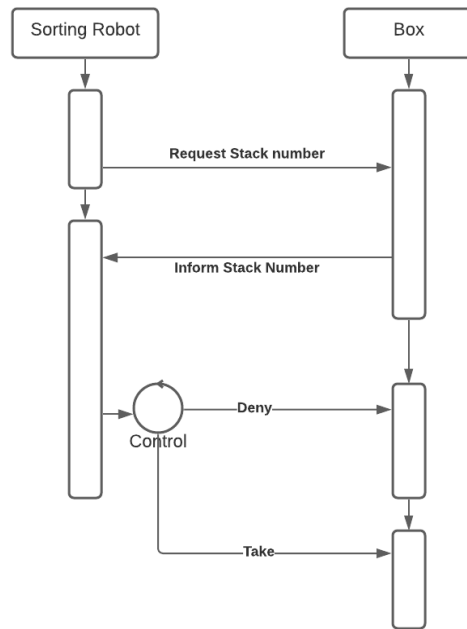 Sorting Robot
Box
Request Stack number
Inform Stack Number
Deny
Control
Take